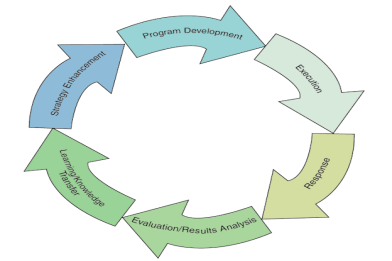 Program Development
Execution
Response
Evaluation/Results Analysis
Learning/Knowledge
Transfer
Strategy Enhancement